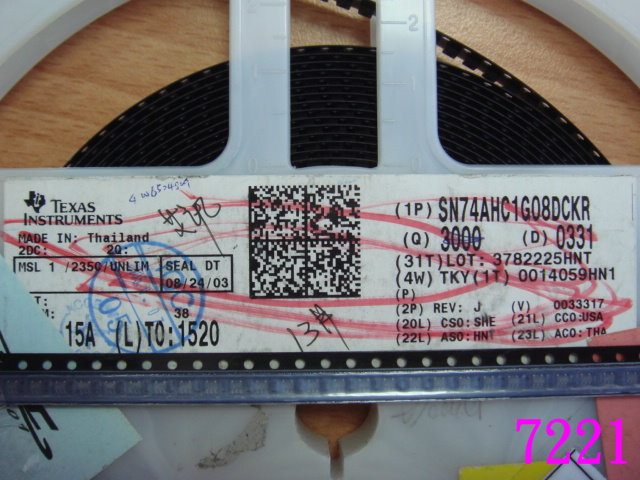 2
1
TEXAS
INSTRUMENTS
MADE IN: Thailand
2DC: 2Q:
MSL 1 /235C/UNLIM
SEAL DT
08/24/03
38
15A (L)TO:1520
(1P) SN74AHC1G08DCKR
(Q) 3000 (D) 0331
(31T)LOT: 3782225HNT
(4W) TKY(1T) 0014059HN1
(P)
(2P) REV: J (V) 0033317
(20L) CSO:SHE (21L) CCO:USA
(22L) ASO:HNT (23L) ACO:THA
7221